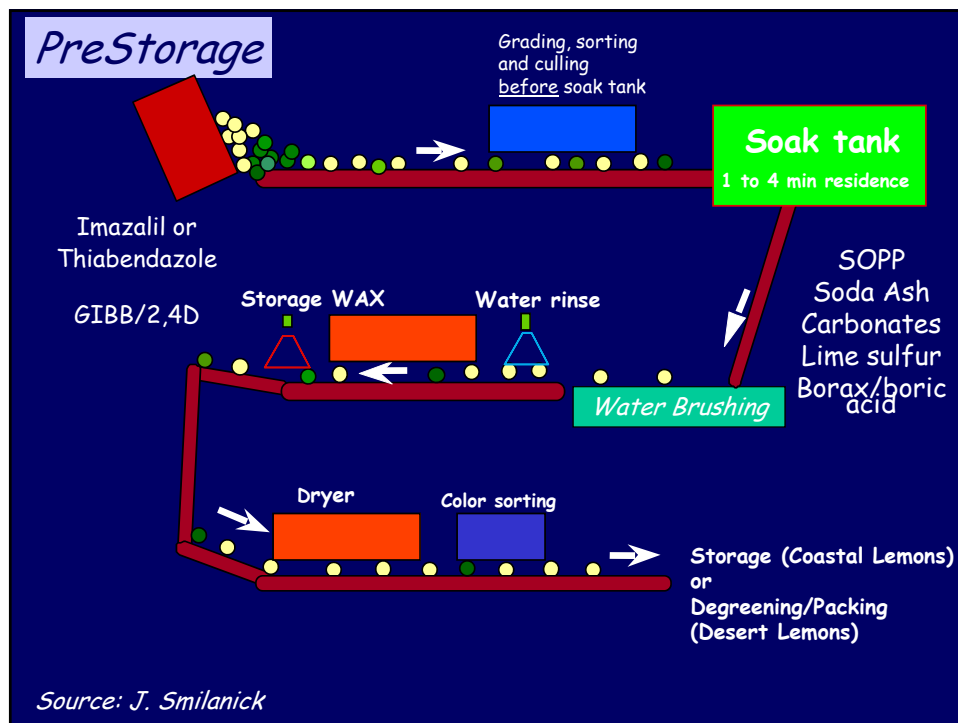 PreStorage
Grading, sorting
and culling
before soak tank
Soak tank
1 to 4 min residence
Imazalil or
Thiabendazole
GIBB/2,4D
SOPP
Soda Ash
Carbonates
Lime sulfur
Borax/boric
acid
Storage WAX
Water rinse
Water Brushing
Dryer
Color sorting
Storage (Coastal Lemons)
or
Degreening/Packing
(Desert Lemons)
Source: J. Smilanick